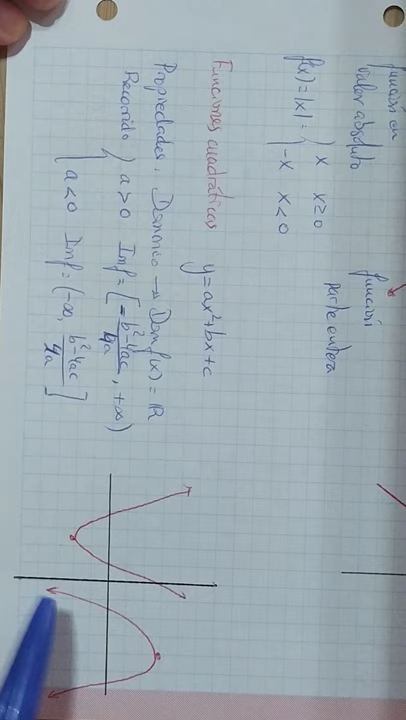 función en
valor absoluto
f(x) = |x| = { x x ≥ 0
-x x < 0
función
parte entera
Funciones cuadráticas y = ax²+bx+c
Propiedades: Dominio → Dom f(x) = ℝ
Recorrido } a > 0 Imf = [ -b²-4ac/4a , +∞)
a < 0 Imf = (-∞, b²-4ac/4a ]